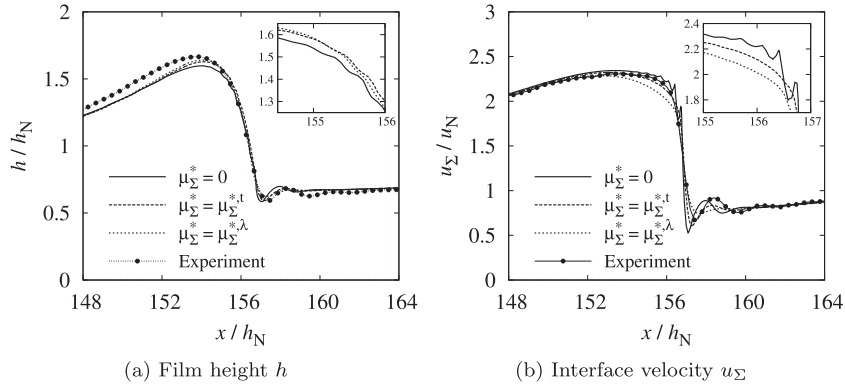 2
1.5
1
0.5
0
h / h_N
1.6
1.5
1.4
1.3
155
156
μ*_Σ = 0
μ*_Σ = μ*,t_Σ
μ*_Σ = μ*,λ_Σ
Experiment
148
152
156
160
164
x / h_N
(a) Film height h
3
2.5
2
1.5
1
0.5
0
u_Σ / u_N
2.4
2.2
2
1.8
155
156
157
μ*_Σ = 0
μ*_Σ = μ*,t_Σ
μ*_Σ = μ*,λ_Σ
Experiment
148
152
156
160
164
x / h_N
(b) Interface velocity u_Σ